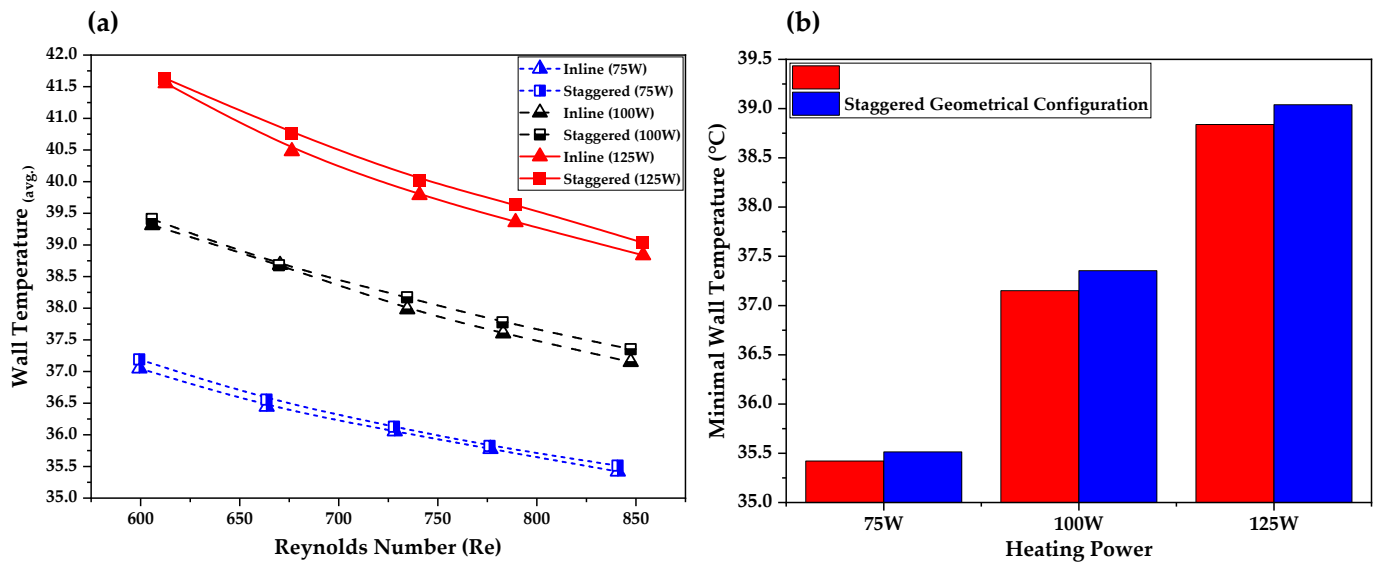 (a)
42.0
41.5
41.0
40.5
40.0
39.5
39.0
38.5
38.0
37.5
37.0
36.5
36.0
35.5
35.0
Wall Temperature (avg.)
600 650 700 750 800 850
Reynolds Number (Re)
Inline (75W)
Staggered (75W)
Inline (100W)
Staggered (100W)
Inline (125W)
Staggered (125W)
(b)
39.5
39.0
38.5
38.0
37.5
37.0
36.5
36.0
35.5
35.0
Minimal Wall Temperature (°C)
Staggered Geometrical Configuration
75W 100W 125W
Heating Power